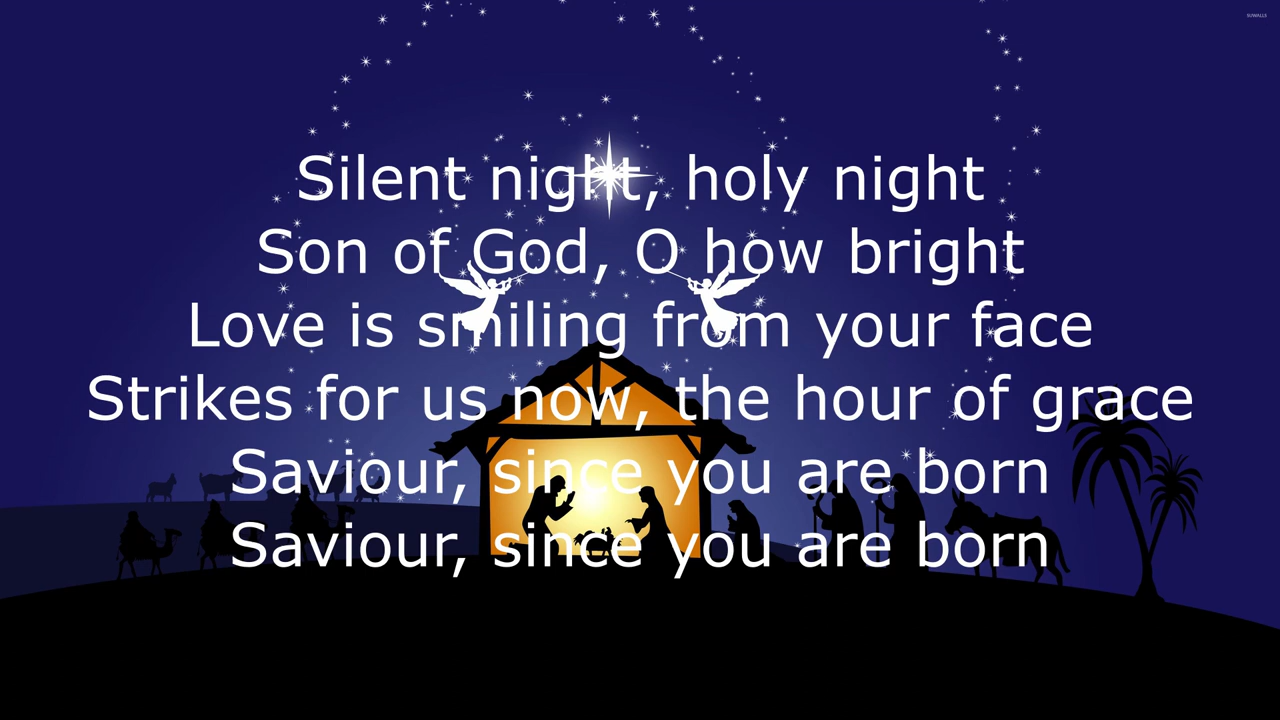 SUWALLS
Silent night, holy night
Son of God, O how bright
Love is smiling from your face
Strikes for us now, the hour of grace
Saviour, since you are born
Saviour, since you are born